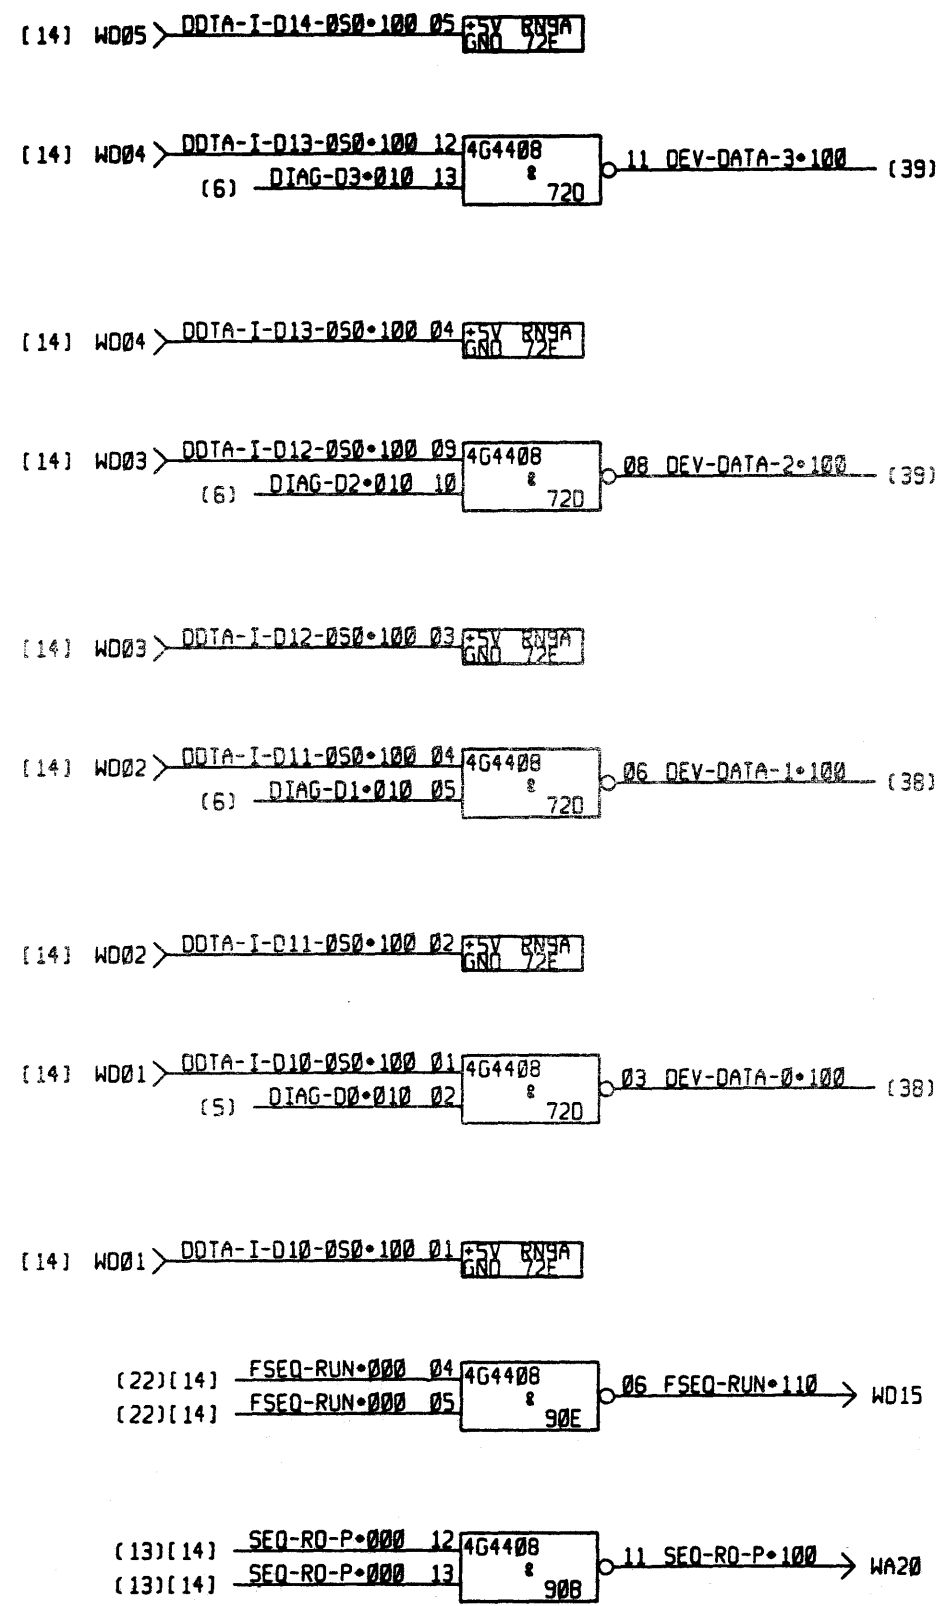 [14] WD05 DDTA-I-D14-0S0•100 05 +5V RN9A
GND 72E
[14] WD04 DDTA-I-D13-0S0•100 12 4G4408
(6) DIAG-D3•010 13 & 72D
11 DEV-DATA-3•100 (39)
[14] WD04 DDTA-I-D13-0S0•100 04 +5V RN9A
GND 72E
[14] WD03 DDTA-I-D12-0S0•100 09 4G4408
(6) DIAG-D2•010 10 & 72D
08 DEV-DATA-2•100 (39)
[14] WD03 DDTA-I-D12-0S0•100 03 +5V RN9A
GND 72E
[14] WD02 DDTA-I-D11-0S0•100 04 4G4408
(6) DIAG-D1•010 05 & 72D
06 DEV-DATA-1•100 (38)
[14] WD02 DDTA-I-D11-0S0•100 02 +5V RN9A
GND 72E
[14] WD01 DDTA-I-D10-0S0•100 01 4G4408
(5) DIAG-D0•010 02 & 72D
03 DEV-DATA-0•100 (38)
[14] WD01 DDTA-I-D10-0S0•100 01 +5V RN9A
GND 72E
(22)[14] FSEQ-RUN•000 04 4G4408
(22)[14] FSEQ-RUN•000 05 & 90E
06 FSEQ-RUN•110 WD15
(13)[14] SEQ-RQ-P•000 12 4G4408
(13)[14] SEQ-RQ-P•000 13 & 90B
11 SEQ-RQ-P•100 WA20